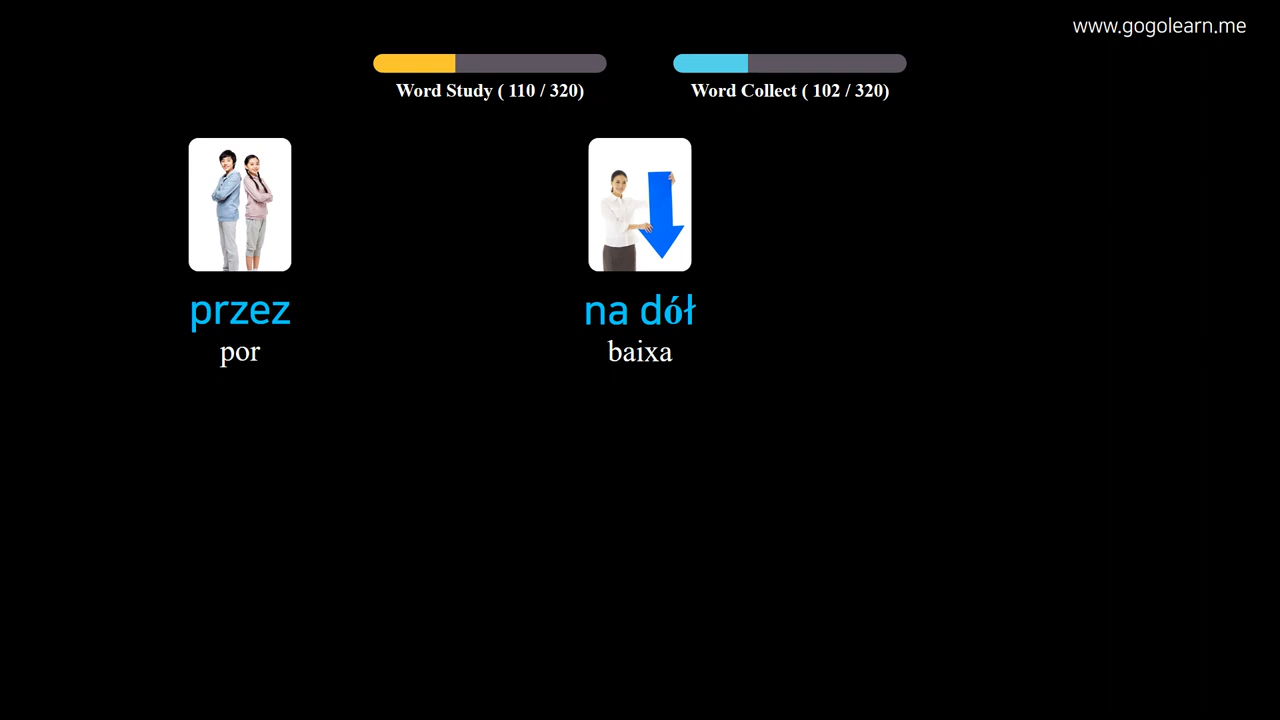 www.gogolearn.me
Word Study ( 110 / 320)
Word Collect ( 102 / 320)
przez
por
na dół
baixa